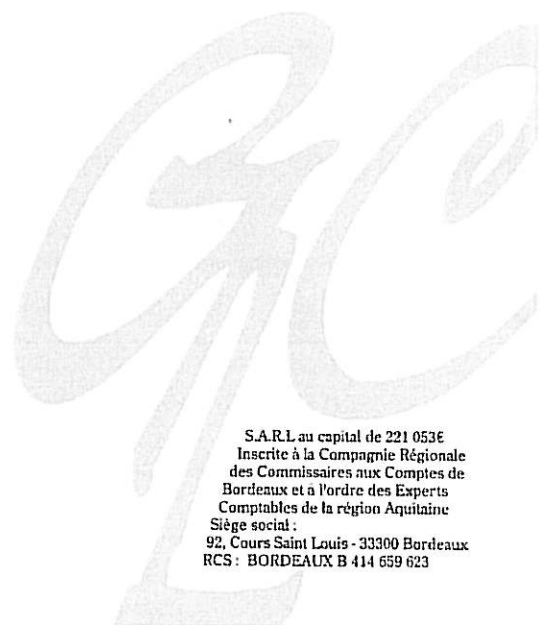 S.A.R.L au capital de 221 053€
Inscrite à la Compagnie Régionale
des Commissaires aux Comptes de
Bordeaux et à l'ordre des Experts
Comptables de la région Aquitaine
Siège social :
92, Cours Saint Louis - 33300 Bordeaux
RCS : BORDEAUX B 414 659 623